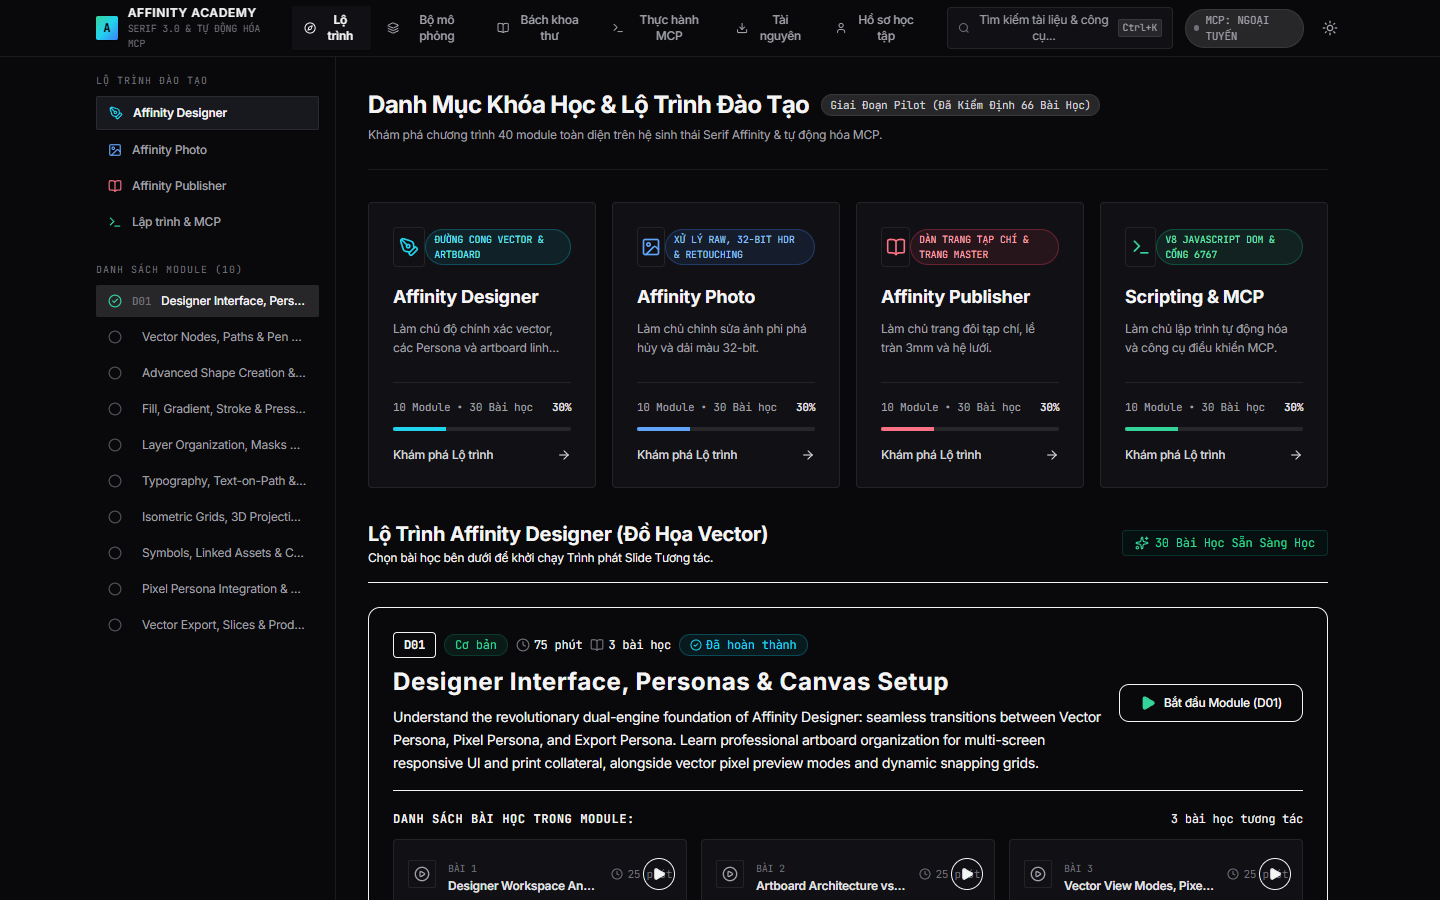 AFFINITY ACADEMY
SERIF 3.0 & TỰ ĐỘNG HÓA
MCP
Lộ
trình
Bộ mô
phỏng
Bách khoa
thư
Thực hành
MCP
Tài
nguyên
Hồ sơ học
tập
Tìm kiếm tài liệu & công
cụ...
Ctrl+K
MCP: NGOẠI
TUYẾN
LỘ TRÌNH ĐÀO TẠO
Affinity Designer
Affinity Photo
Affinity Publisher
Lập trình & MCP
DANH SÁCH MODULE (10)
D01 Designer Interface, Pers...
Vector Nodes, Paths & Pen ...
Advanced Shape Creation &...
Fill, Gradient, Stroke & Press...
Layer Organization, Masks ...
Typography, Text-on-Path &...
Isometric Grids, 3D Projecti...
Symbols, Linked Assets & C...
Pixel Persona Integration & ...
Vector Export, Slices & Prod...
Danh Mục Khóa Học & Lộ Trình Đào Tạo
Giai Đoạn Pilot (Đã Kiểm Định 66 Bài Học)
Khám phá chương trình 40 module toàn diện trên hệ sinh thái Serif Affinity & tự động hóa MCP.
ĐƯỜNG CONG VECTOR &
ARTBOARD
Affinity Designer
Làm chủ độ chính xác vector,
các Persona và artboard linh...
10 Module • 30 Bài học 30%
Khám phá Lộ trình
XỬ LÝ RAW, 32-BIT HDR
& RETOUCHING
Affinity Photo
Làm chủ chỉnh sửa ảnh phi phá
hủy và dải màu 32-bit.
10 Module • 30 Bài học 30%
Khám phá Lộ trình
DÀN TRANG TẠP CHÍ &
TRANG MASTER
Affinity Publisher
Làm chủ trang đôi tạp chí, lề
tràn 3mm và hệ lưới.
10 Module • 30 Bài học 30%
Khám phá Lộ trình
V8 JAVASCRIPT DOM &
CỔNG 6767
Scripting & MCP
Làm chủ lập trình tự động hóa
và công cụ điều khiển MCP.
10 Module • 30 Bài học 30%
Khám phá Lộ trình
Lộ Trình Affinity Designer (Đồ Họa Vector)
Chọn bài học bên dưới để khởi chạy Trình phát Slide Tương tác.
30 Bài Học Sẵn Sàng Học
D01 Cơ bản 75 phút 3 bài học Đã hoàn thành
Designer Interface, Personas & Canvas Setup
Understand the revolutionary dual-engine foundation of Affinity Designer: seamless transitions between Vector
Persona, Pixel Persona, and Export Persona. Learn professional artboard organization for multi-screen
responsive UI and print collateral, alongside vector pixel preview modes and dynamic snapping grids.
Bắt đầu Module (D01)
DANH SÁCH BÀI HỌC TRONG MODULE:
3 bài học tương tác
BÀI 1
Designer Workspace An...
25
BÀI 2
Artboard Architecture vs...
25
BÀI 3
Vector View Modes, Pixe...
25